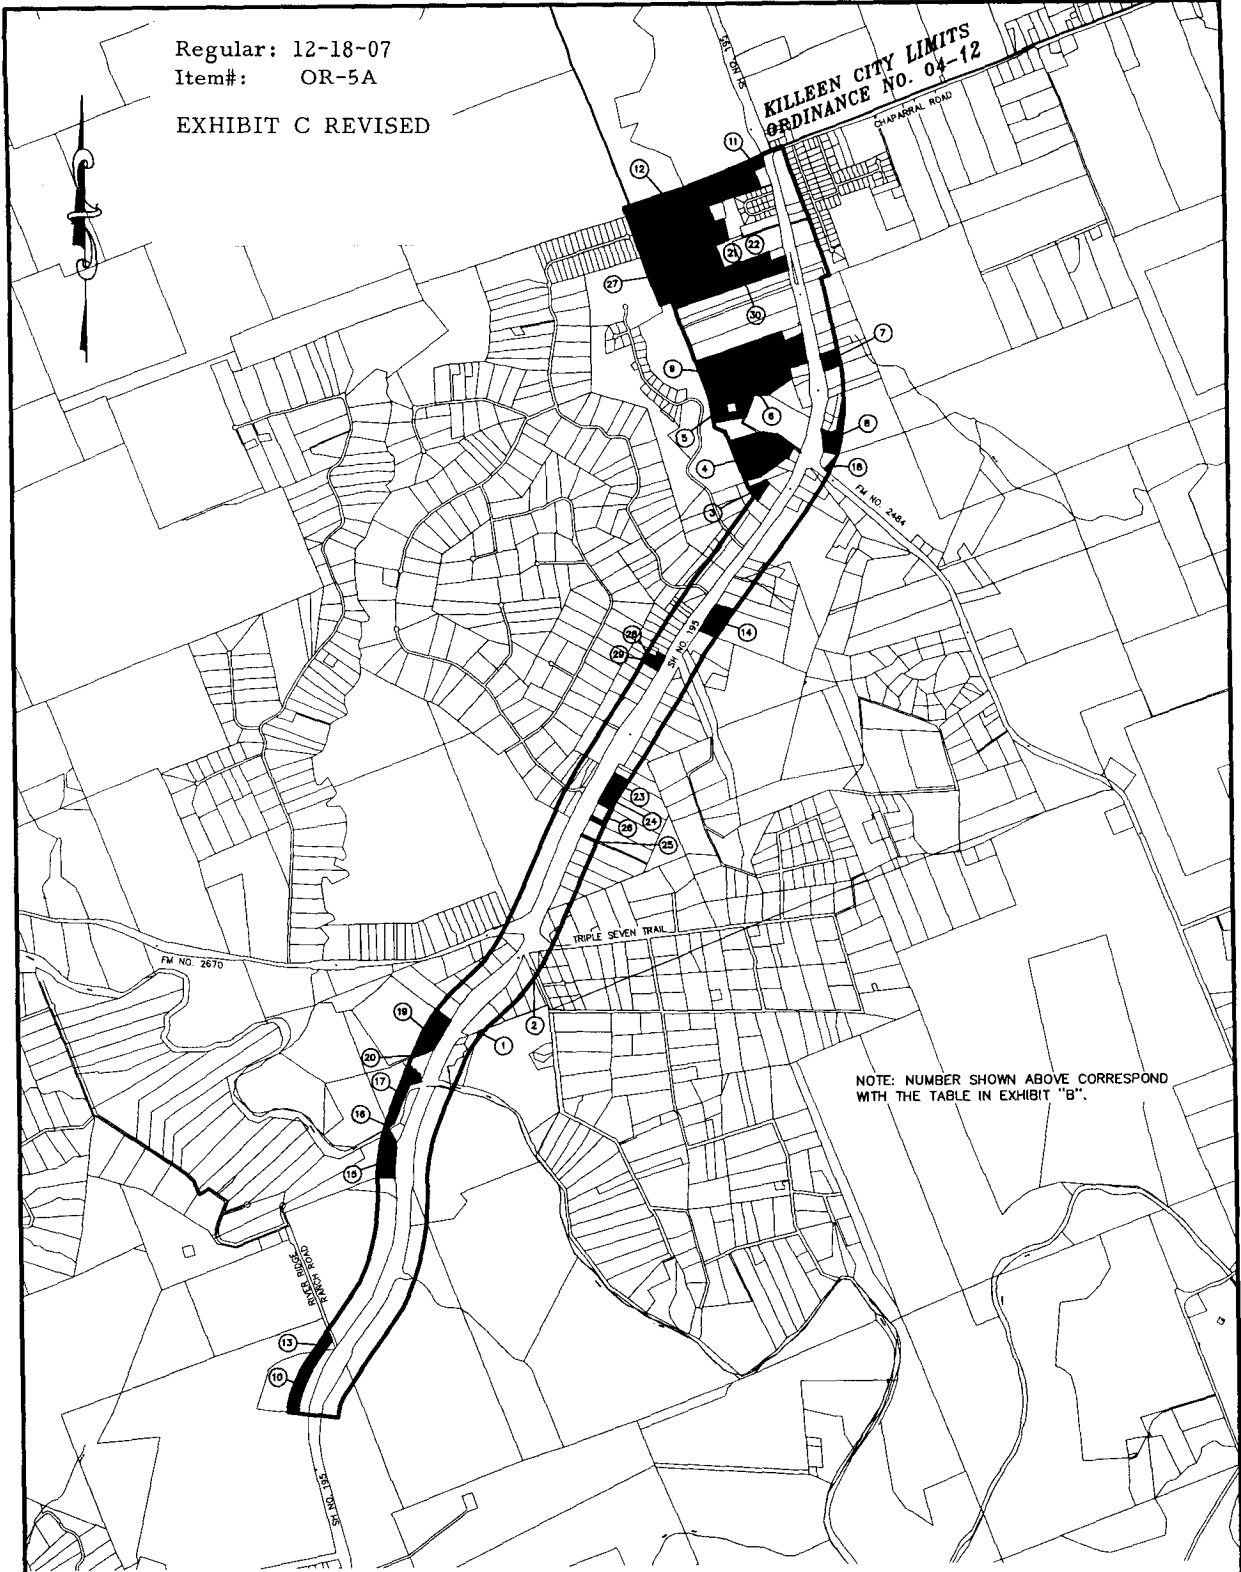 Regular: 12-18-07
Item#: OR-5A
EXHIBIT C REVISED
SH NO. 195
KILLEEN CITY LIMITS
ORDINANCE NO. 04-12
CHAPARRAL ROAD
11
12
21
22
27
30
7
9
6
5
8
4
18
3
FM NO. 2484
28
14
29
SH NO. 195
23
24
26
25
TRIPLE SEVEN TRAIL
FM NO. 2670
19
2
1
20
17
16
15
NOTE: NUMBER SHOWN ABOVE CORRESPOND
WITH THE TABLE IN EXHIBIT "B".
RIVER RIDGE
RANCH ROAD
13
10
SH NO. 195